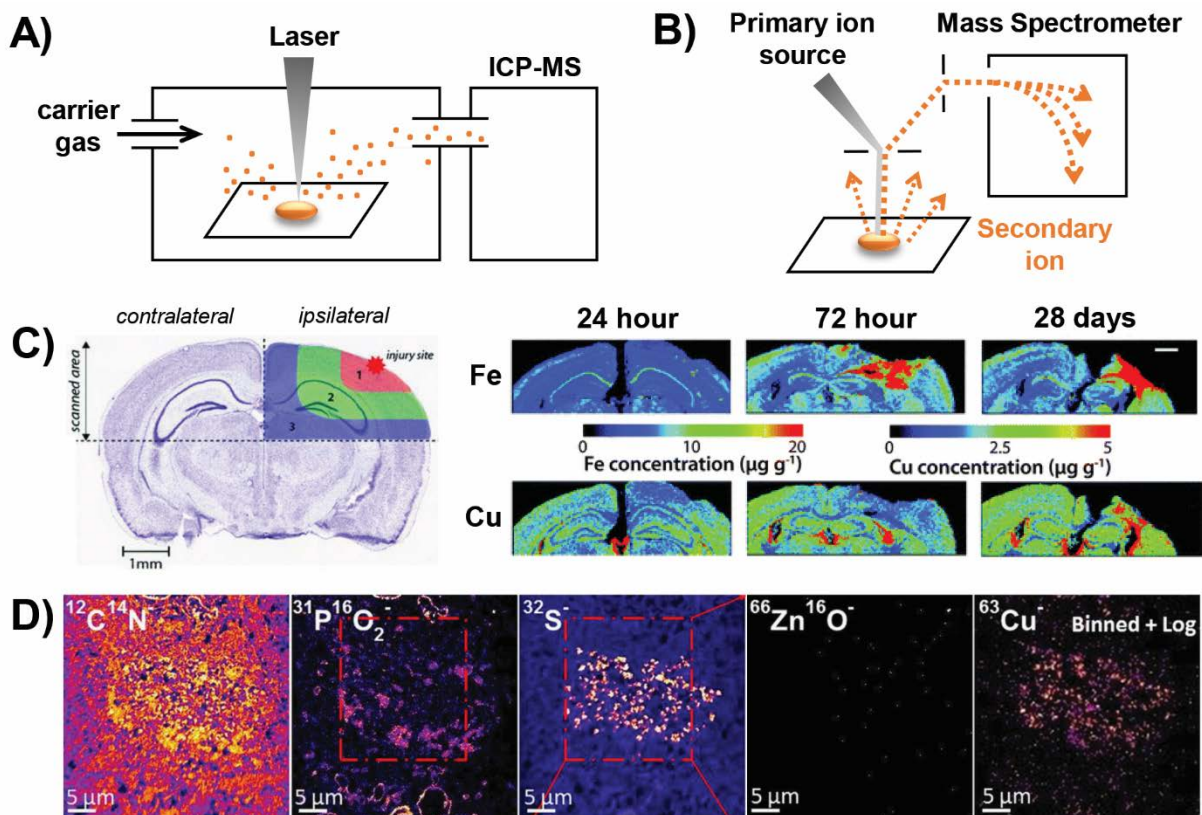 A)
Laser
ICP-MS
carrier
gas
B)
Primary ion
source
Mass Spectrometer
Secondary
ion
C)
contralateral
ipsilateral
scanned area
injury site
1
2
3
1mm
24 hour
72 hour
28 days
Fe
0 10 20
Fe concentration (µg g⁻¹)
0 2.5 5
Cu concentration (µg g⁻¹)
Cu
D)
¹²C¹⁴N⁻
5 µm
³¹P¹⁶O₂⁻
5 µm
³²S⁻
5 µm
⁶⁶Zn¹⁶O⁻
5 µm
⁶³Cu⁻
Binned + Log
5 µm